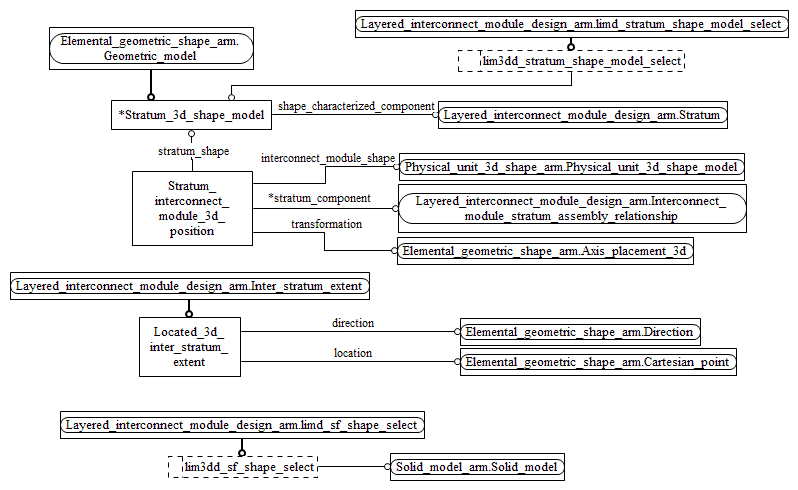 Layered_interconnect_module_design_arm.limd_stratum_shape_model_select
Elemental_geometric_shape_arm.
Geometric_model
lim3dd_stratum_shape_model_select
*Stratum_3d_shape_model
shape_characterized_component
Layered_interconnect_module_design_arm.Stratum
stratum_shape
interconnect_module_shape
Physical_unit_3d_shape_arm.Physical_unit_3d_shape_model
Stratum_
interconnect_
module_3d_
position
*stratum_component
Layered_interconnect_module_design_arm.Interconnect_
module_stratum_assembly_relationship
transformation
Elemental_geometric_shape_arm.Axis_placement_3d
Layered_interconnect_module_design_arm.Inter_stratum_extent
Located_3d_
inter_stratum_
extent
direction
Elemental_geometric_shape_arm.Direction
location
Elemental_geometric_shape_arm.Cartesian_point
Layered_interconnect_module_design_arm.limd_sf_shape_select
lim3dd_sf_shape_select
Solid_model_arm.Solid_model